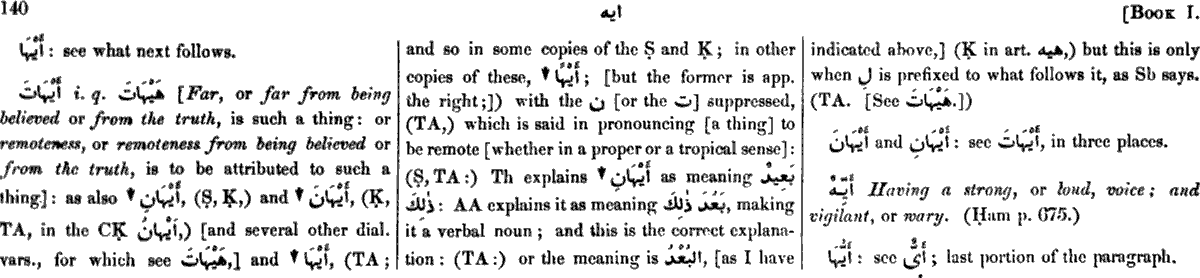 140
ايه
[Book I.
أَيْهَا : see what next follows.
أَيْهَاتَ i. q. هَيْهَاتَ [Far, or far from being
believed or from the truth, is such a thing: or
remoteness, or remoteness from being believed or
from the truth, is to be attributed to such a
thing]: as also ↓ أَيْهَانِ, (Ṣ, Ḳ,) and ↓ أَيْهَانَ, (Ḳ,
TA, in the CḲ أَيْهانُ,) [and several other dial.
vars., for which see هَيْهَاتَ,] and ↓ أَيْهَا, (TA;
and so in some copies of the Ṣ and Ḳ; in other
copies of these, ↓ أَيْهًا; [but the former is app.
the right;]) with the ن [or the ت] suppressed,
(TA,) which is said in pronouncing [a thing] to
be remote [whether in a proper or a tropical sense]:
(Ṣ, TA:) Th explains ↓ أَيْهَانِ as meaning بَعِيدٌ
ذٰلِكَ : AA explains it as meaning بَعُدَ ذٰلِكَ, making
it a verbal noun; and this is the correct explana-
tion: (TA:) or the meaning is البُعْدُ, [as I have
indicated above,] (Ḳ in art. هيه,) but this is only
when لِ is prefixed to what follows it, as Sb says.
(TA. [See هَيْهَاتَ.])
أَيْهَانَ and أَيْهَانِ : see أَيْهَاتَ, in three places.
أَيِّهٌ Having a strong, or loud, voice; and
vigilant, or wary. (Ḥam p. 675.)
أَيُّهَا : see أَىٌّ; last portion of the paragraph.